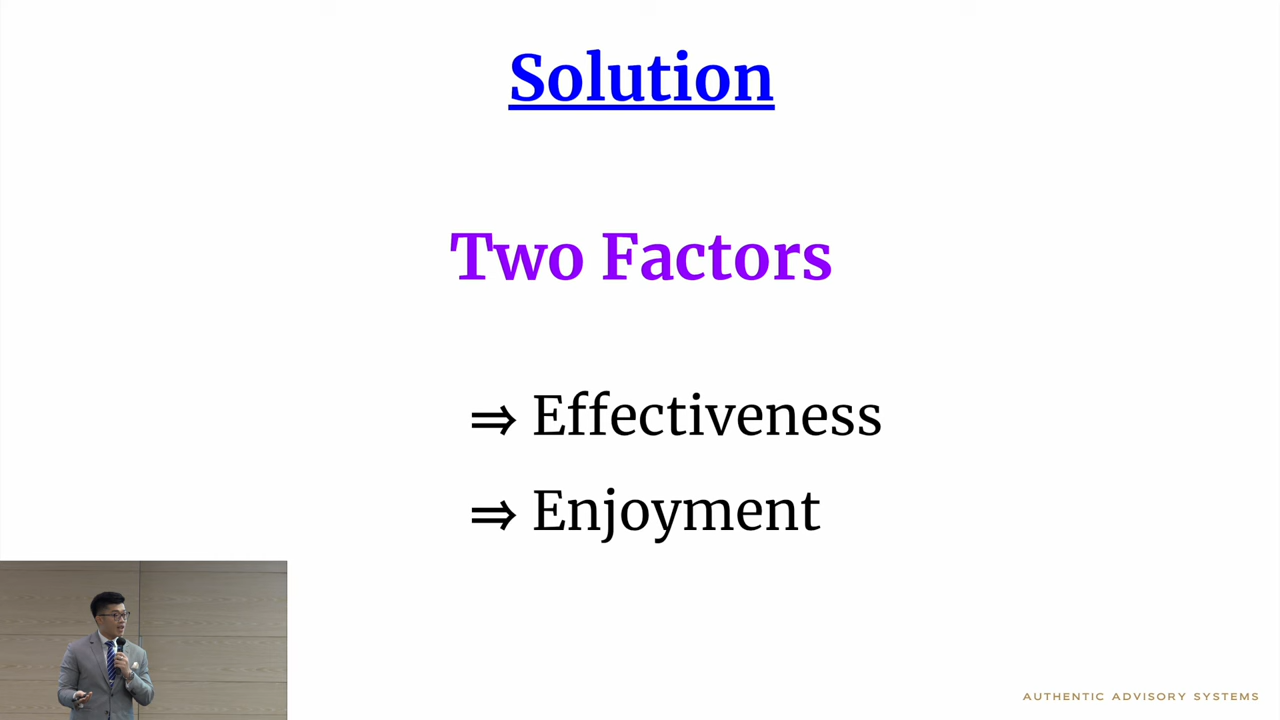 Solution
Two Factors
⇒ Effectiveness
⇒ Enjoyment
AUTHENTIC ADVISORY SYSTEMS